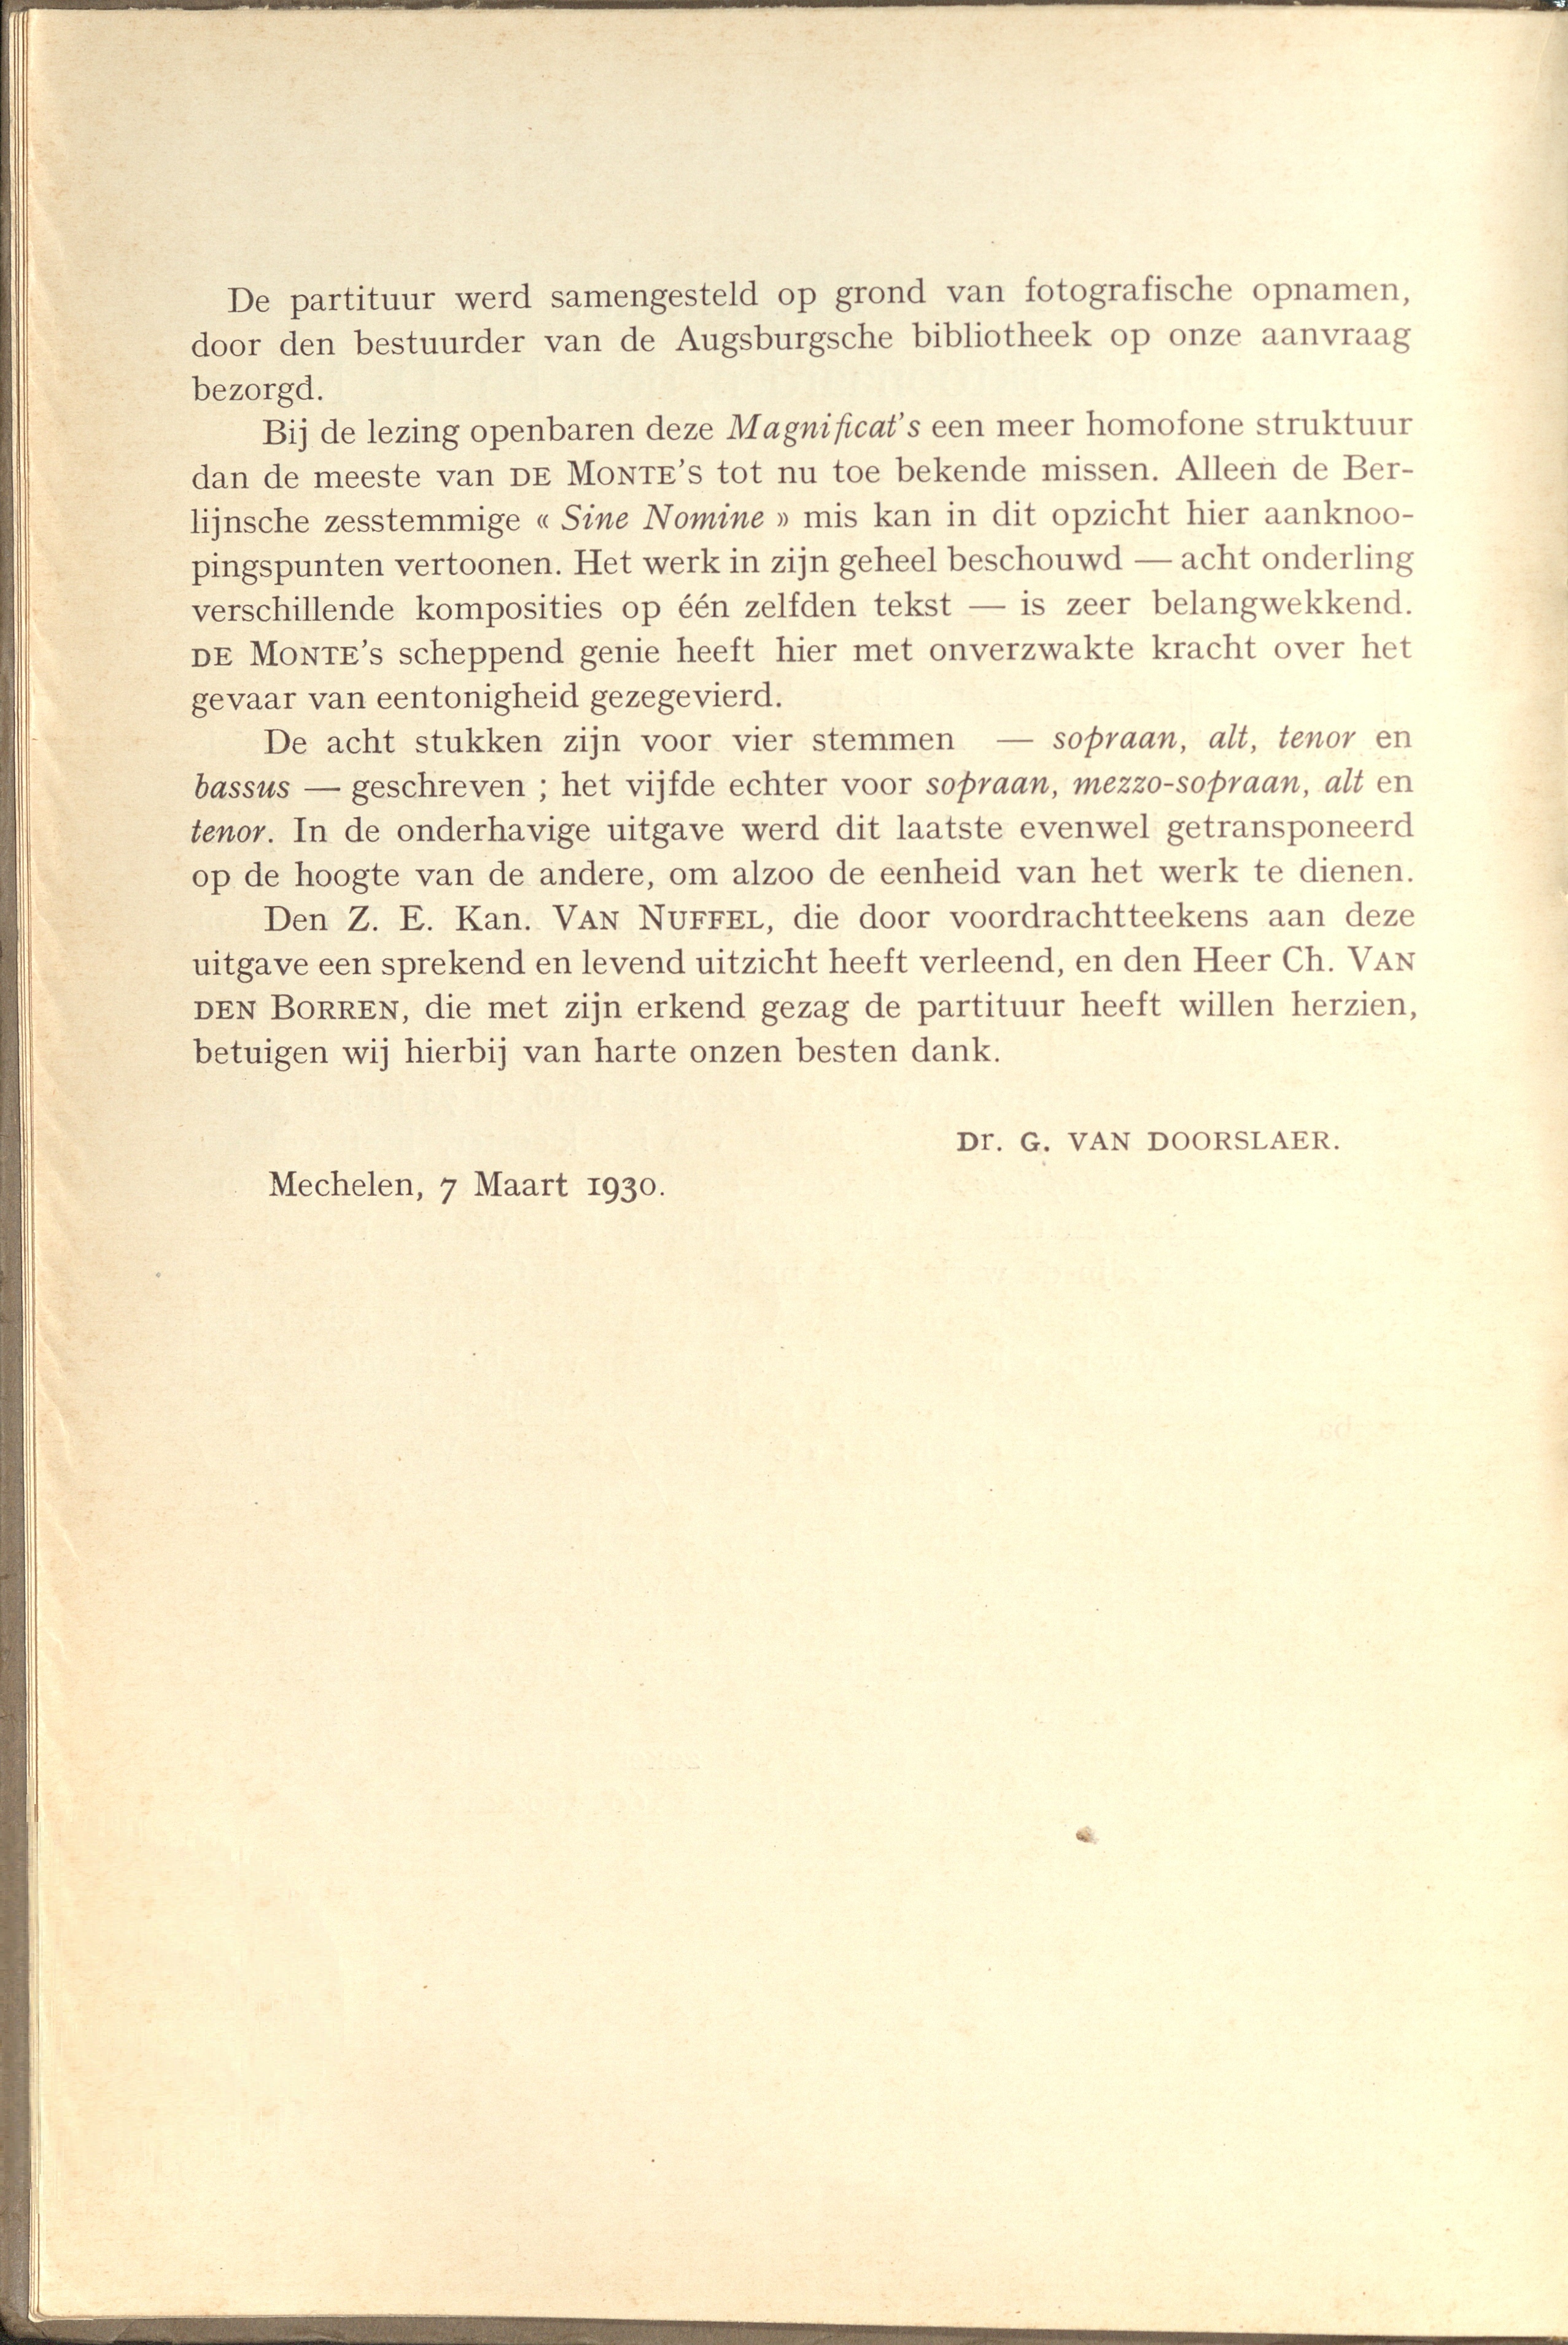 De partituur werd samengesteld op grond van fotografische opnamen,
door den bestuurder van de Augsburgsche bibliotheek op onze aanvraag
bezorgd.
Bij de lezing openbaren deze Magnificat's een meer homofone struktuur
dan de meeste van DE MONTE'S tot nu toe bekende missen. Alleen de Ber-
lijnsche zesstemmige « Sine Nomine » mis kan in dit opzicht hier aanknoo-
pingspunten vertoonen. Het werk in zijn geheel beschouwd — acht onderling
verschillende komposities op één zelfden tekst — is zeer belangwekkend.
DE MONTE'S scheppend genie heeft hier met onverzwakte kracht over het
gevaar van eentonigheid gezegevierd.
De acht stukken zijn voor vier stemmen — sopraan, alt, tenor en
bassus — geschreven ; het vijfde echter voor sopraan, mezzo-sopraan, alt en
tenor. In de onderhavige uitgave werd dit laatste evenwel getransponeerd
op de hoogte van de andere, om alzoo de eenheid van het werk te dienen.
Den Z. E. Kan. VAN NUFFEL, die door voordrachtteekens aan deze
uitgave een sprekend en levend uitzicht heeft verleend, en den Heer Ch. VAN
DEN BORREN, die met zijn erkend gezag de partituur heeft willen herzien,
betuigen wij hierbij van harte onzen besten dank.
Dr. G. VAN DOORSLAER.
Mechelen, 7 Maart 1930.